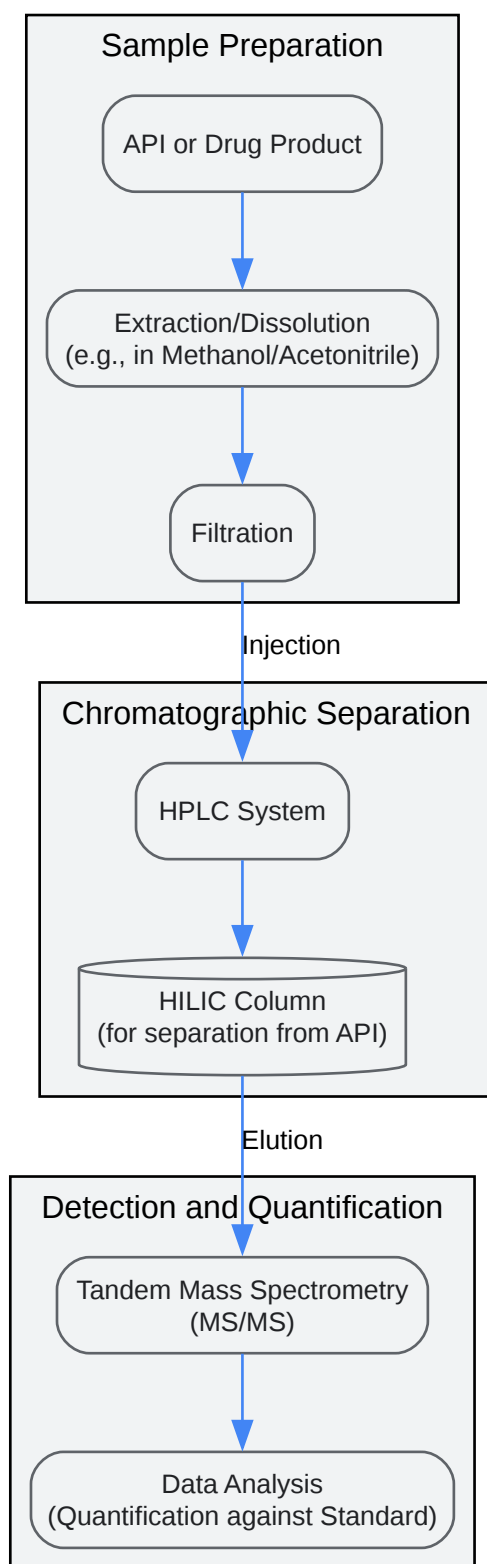 Sample Preparation
API or Drug Product
Extraction/Dissolution
(e.g., in Methanol/Acetonitrile)
Filtration
Injection
Chromatographic Separation
HPLC System
HILIC Column
(for separation from API)
Elution
Detection and Quantification
Tandem Mass Spectrometry
(MS/MS)
Data Analysis
(Quantification against Standard)